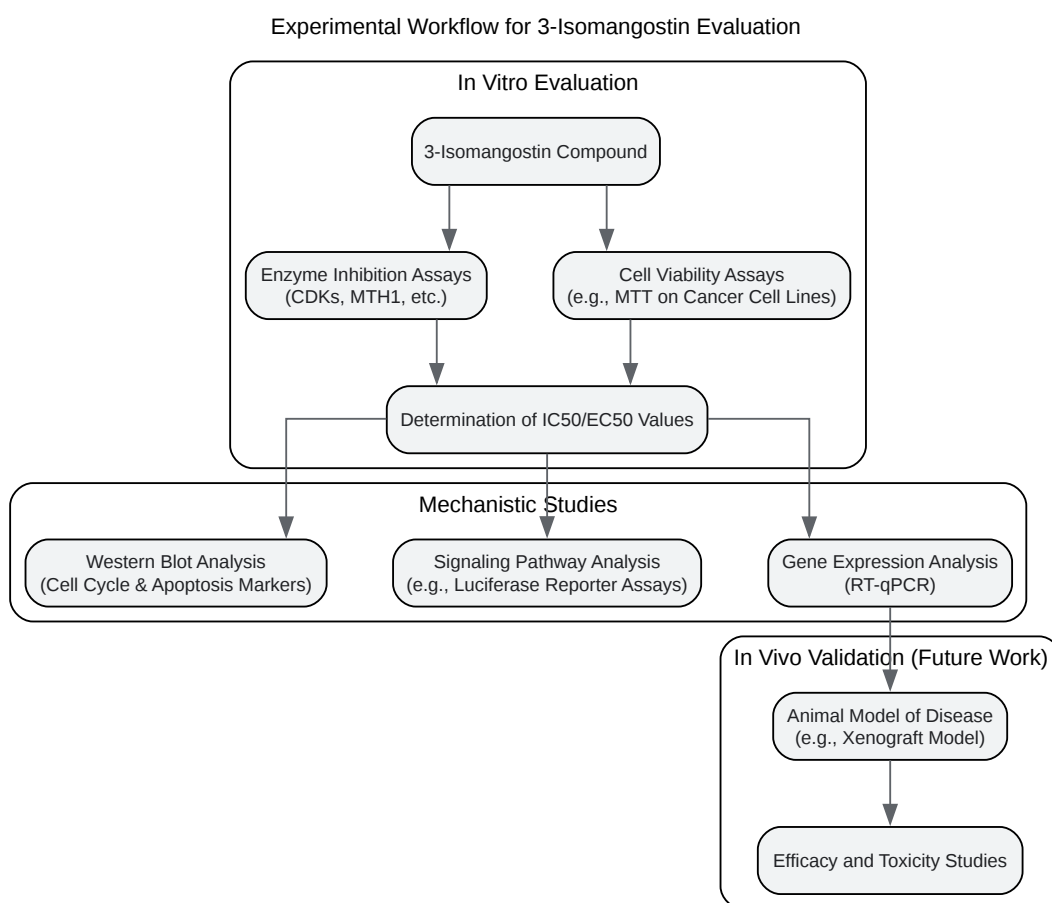 Experimental Workflow for 3-Isomangostin Evaluation
In Vitro Evaluation
3-Isomangostin Compound
Enzyme Inhibition Assays
(CDKs, MTH1, etc.)
Cell Viability Assays
(e.g., MTT on Cancer Cell Lines)
Determination of IC50/EC50 Values
Mechanistic Studies
Western Blot Analysis
(Cell Cycle & Apoptosis Markers)
Signaling Pathway Analysis
(e.g., Luciferase Reporter Assays)
Gene Expression Analysis
(RT-qPCR)
In Vivo Validation (Future Work)
Animal Model of Disease
(e.g., Xenograft Model)
Efficacy and Toxicity Studies